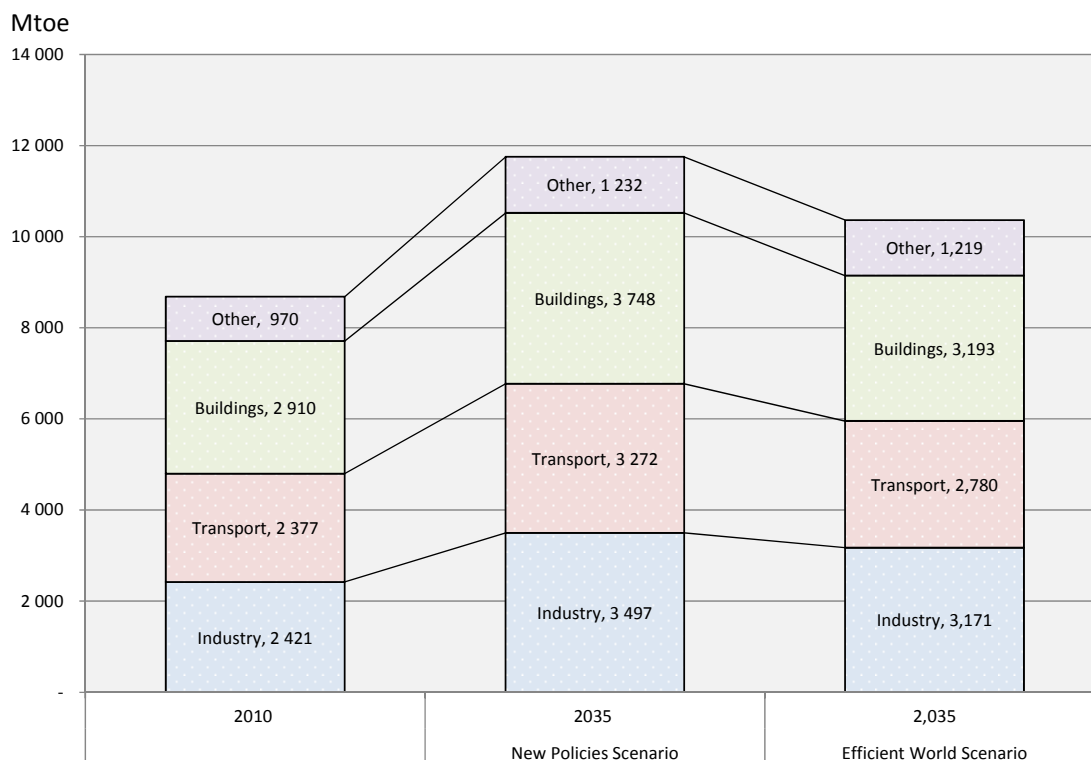 Mtoe
14 000
12 000
10 000
8 000
6 000
4 000
2 000
-
Other,  970
Buildings, 2 910
Transport, 2 377
Industry, 2 421
Other, 1 232
Buildings, 3 748
Transport, 3 272
Industry, 3 497
Other, 1,219
Buildings, 3,193
Transport, 2,780
Industry, 3,171
2010
2035
2,035
New Policies Scenario
Efficient World Scenario